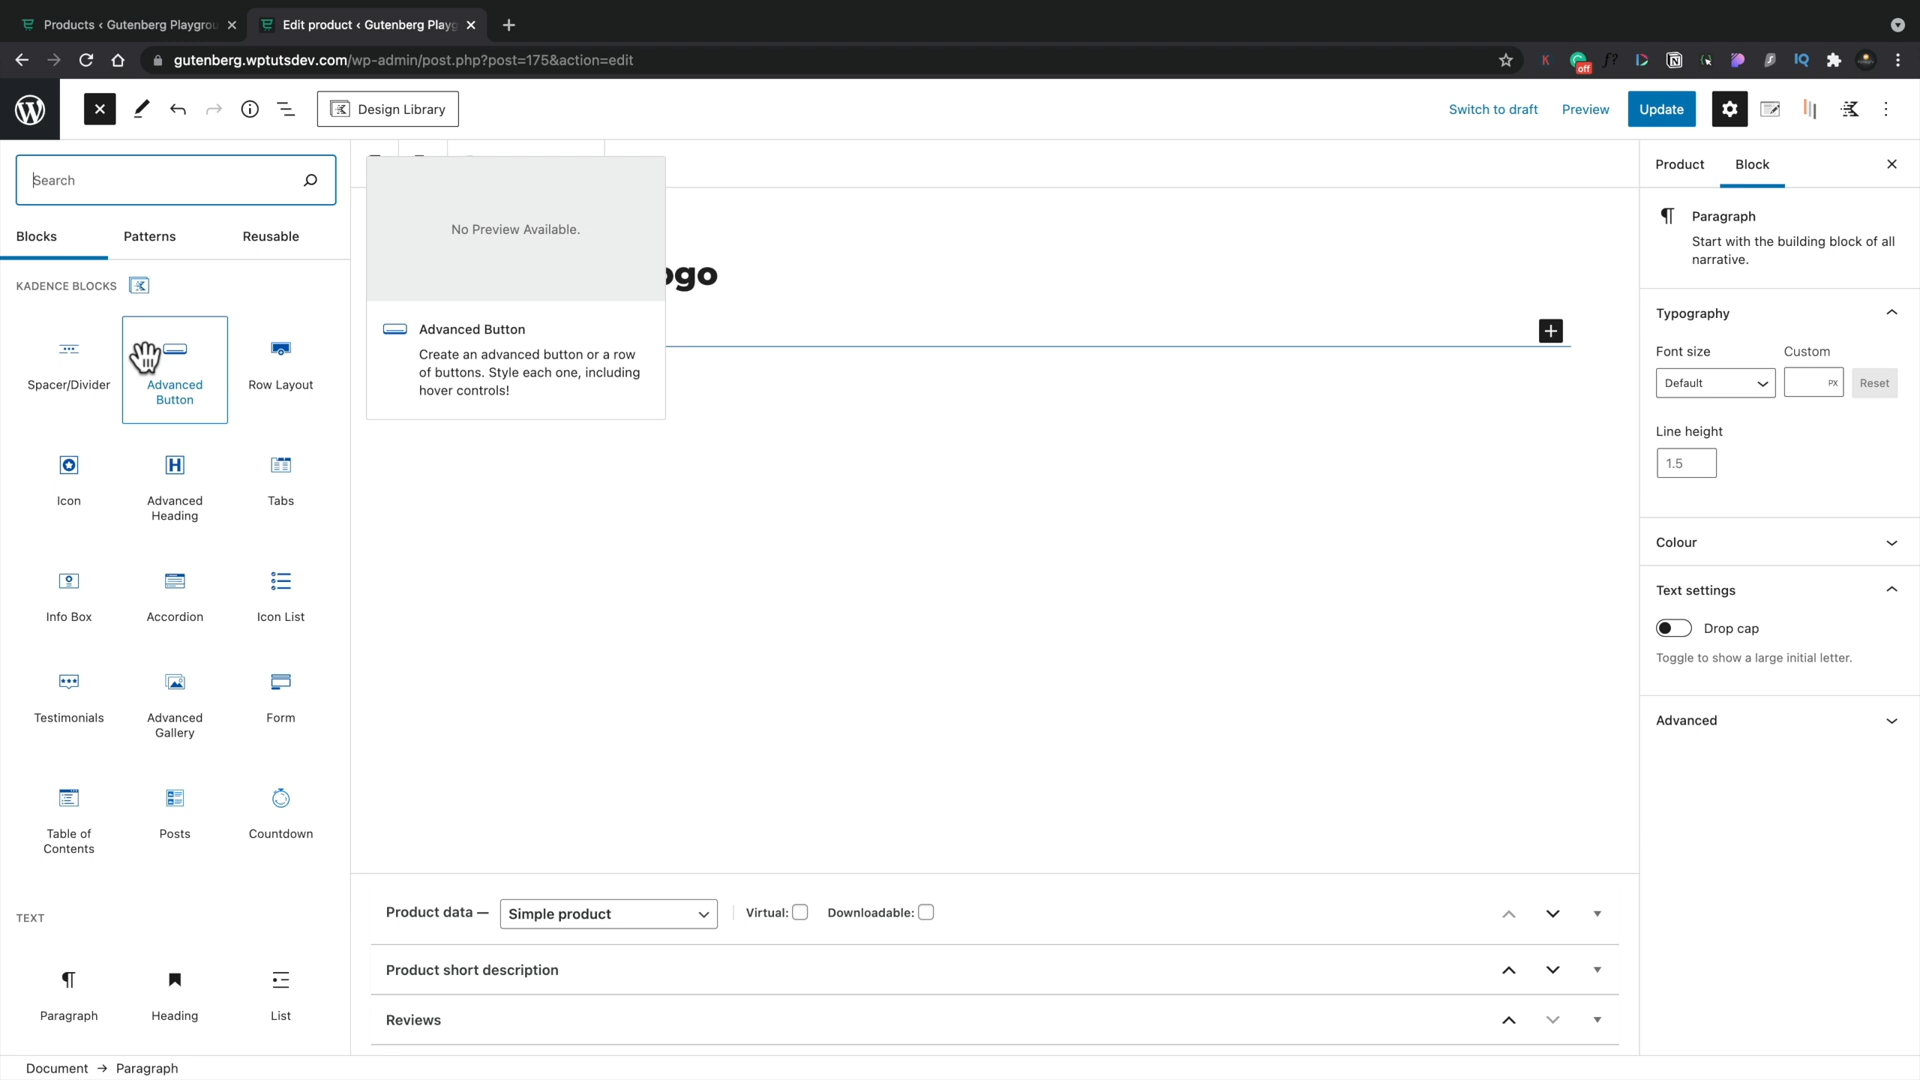 Products ‹ Gutenberg Playgrou
Edit product ‹ Gutenberg Playg
gutenberg.wptutsdev.com/wp-admin/post.php?post=175&action=edit
off
Design Library
Switch to draft
Preview
Update
Search
Blocks
Patterns
Reusable
KADENCE BLOCKS
Spacer/Divider
Advanced
Button
Row Layout
Icon
Advanced
Heading
Tabs
Info Box
Accordion
Icon List
Testimonials
Advanced
Gallery
Form
Table of
Contents
Posts
Countdown
TEXT
Paragraph
Heading
List
No Preview Available.
ogo
Advanced Button
Create an advanced button or a row
of buttons. Style each one, including
hover controls!
Product data —
Simple product
Virtual:
Downloadable:
Product short description
Reviews
Product
Block
Paragraph
Start with the building block of all
narrative.
Typography
Font size
Custom
Default
PX
Reset
Line height
1.5
Colour
Text settings
Drop cap
Toggle to show a large initial letter.
Advanced
Document → Paragraph